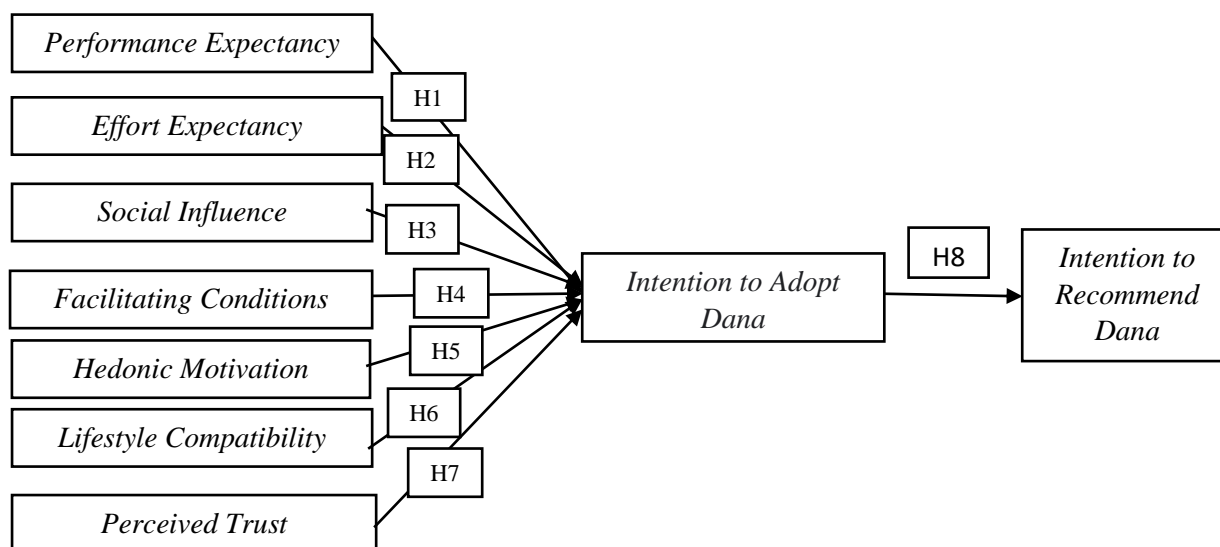 Performance Expectancy
H1
Effort Expectancy
H2
Social Influence
H3
Facilitating Conditions
H4
Hedonic Motivation
H5
Lifestyle Compatibility
H6
Perceived Trust
H7
Intention to Adopt
Dana
H8
Intention to
Recommend
Dana